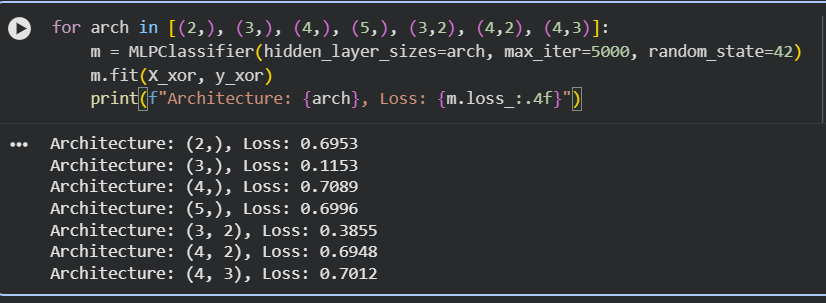 for arch in [(2,), (3,), (4,), (5,), (3,2), (4,2), (4,3)]:
    m = MLPClassifier(hidden_layer_sizes=arch, max_iter=5000, random_state=42)
    m.fit(X_xor, y_xor)
    print(f"Architecture: {arch}, Loss: {m.loss_:.4f}")
Architecture: (2,), Loss: 0.6953
Architecture: (3,), Loss: 0.1153
Architecture: (4,), Loss: 0.7089
Architecture: (5,), Loss: 0.6996
Architecture: (3, 2), Loss: 0.3855
Architecture: (4, 2), Loss: 0.6948
Architecture: (4, 3), Loss: 0.7012